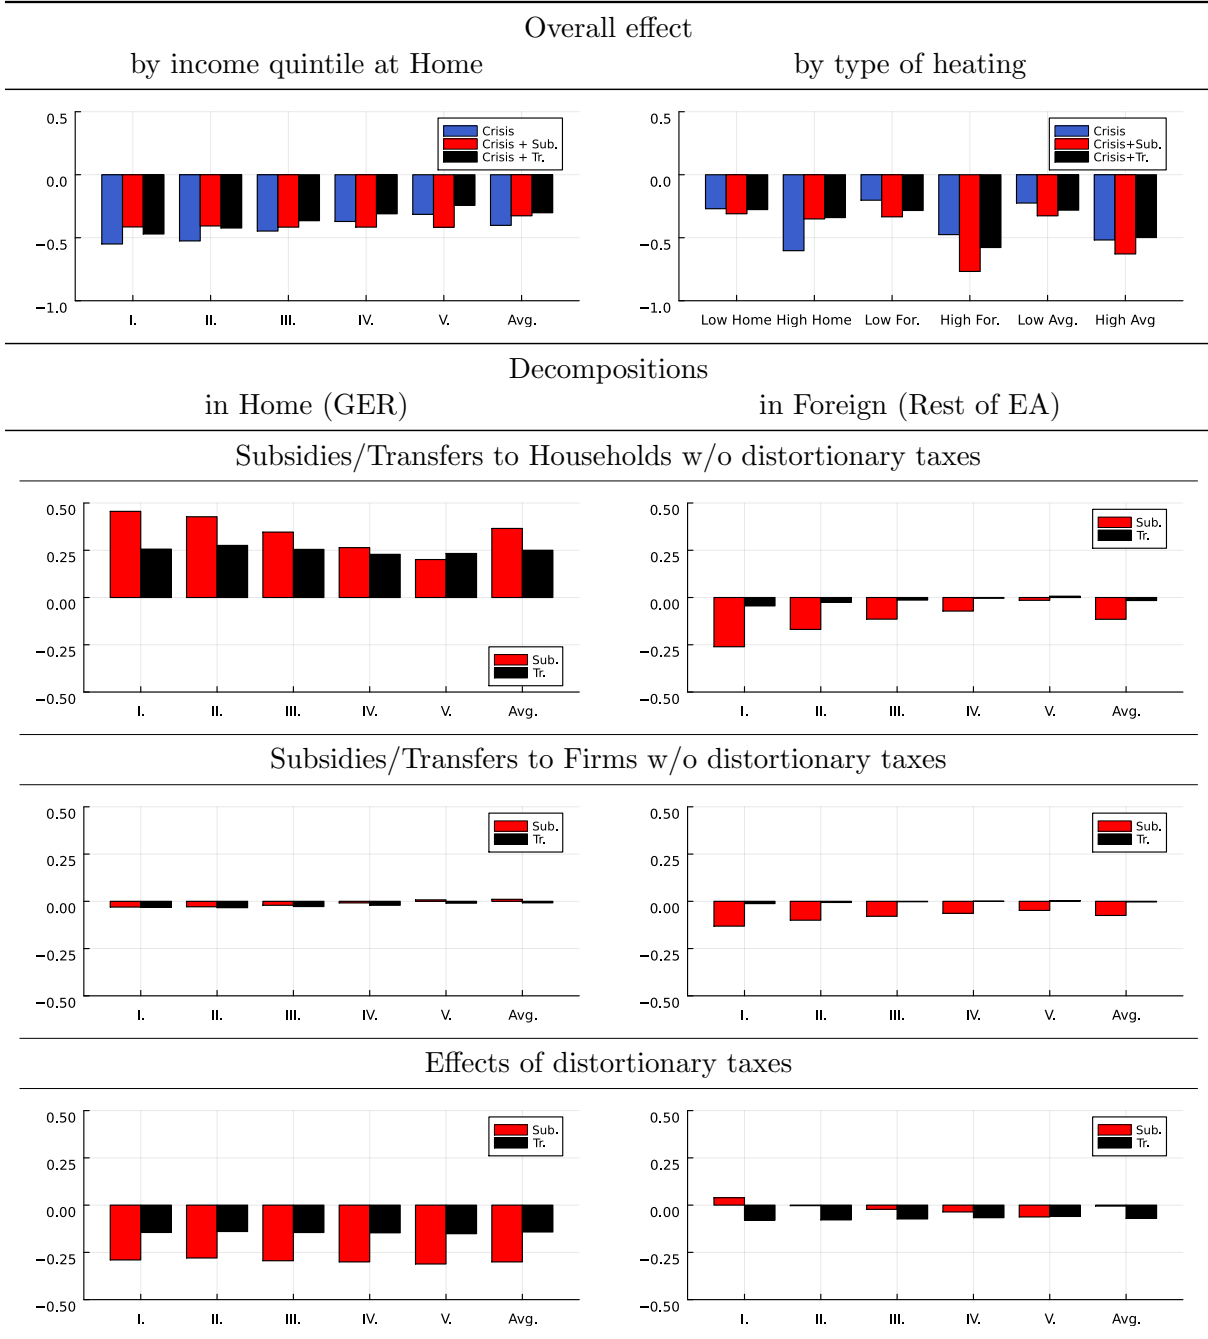 Overall effect
by income quintile at Home
by type of heating
0.5
0.0
−0.5
−1.0
Crisis
Crisis + Sub.
Crisis + Tr.
I. II. III. IV. V. Avg.
0.5
0.0
−0.5
−1.0
Crisis
Crisis+Sub.
Crisis+Tr.
Low Home High Home Low For. High For. Low Avg. High Avg
Decompositions
in Home (GER)
in Foreign (Rest of EA)
Subsidies/Transfers to Households w/o distortionary taxes
0.50
0.25
0.00
−0.25
−0.50
Sub.
Tr.
I. II. III. IV. V. Avg.
0.50
0.25
0.00
−0.25
−0.50
Sub.
Tr.
I. II. III. IV. V. Avg.
Subsidies/Transfers to Firms w/o distortionary taxes
0.50
0.25
0.00
−0.25
−0.50
Sub.
Tr.
I. II. III. IV. V. Avg.
0.50
0.25
0.00
−0.25
−0.50
Sub.
Tr.
I. II. III. IV. V. Avg.
Effects of distortionary taxes
0.50
0.25
0.00
−0.25
−0.50
Sub.
Tr.
I. II. III. IV. V. Avg.
0.50
0.25
0.00
−0.25
−0.50
Sub.
Tr.
I. II. III. IV. V. Avg.